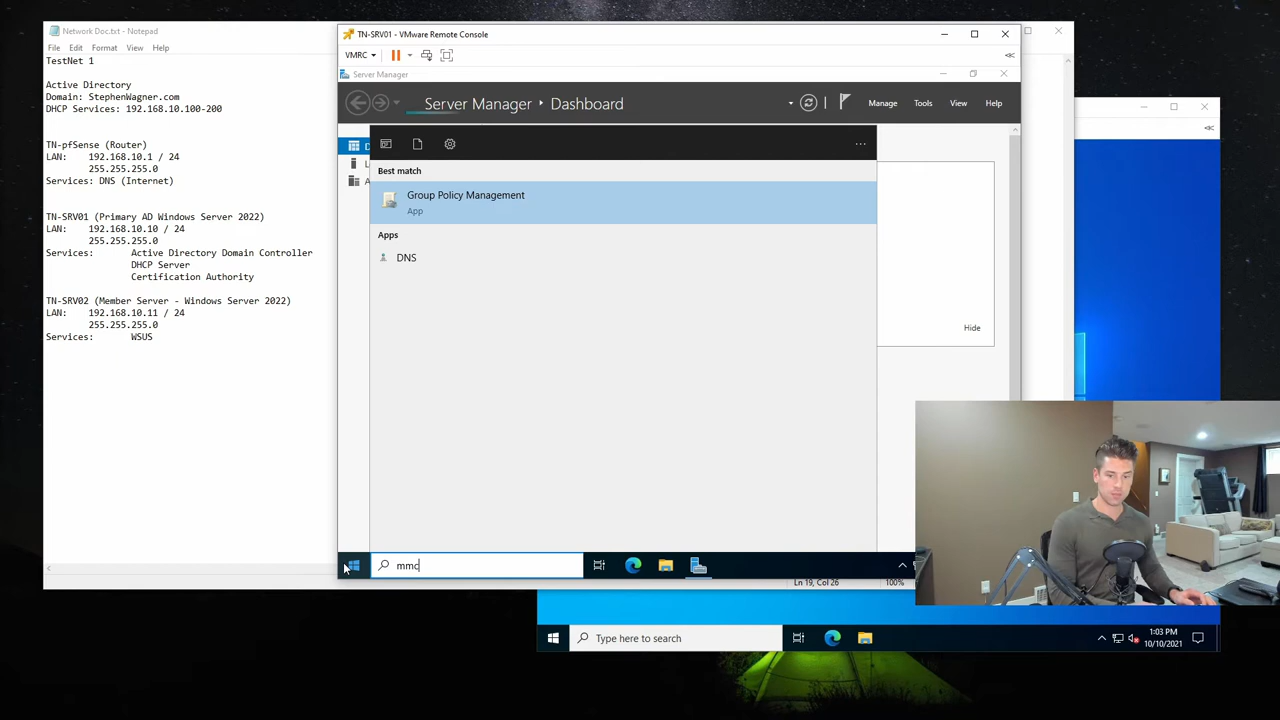 Network Doc.txt - Notepad
File Edit Format View Help
TestNet 1
Active Directory
Domain: StephenWagner.com
DHCP Services: 192.168.10.100-200
TN-pfSense (Router)
LAN: 192.168.10.1 / 24
255.255.255.0
Services: DNS (Internet)
TN-SRV01 (Primary AD Windows Server 2022)
LAN: 192.168.10.10 / 24
255.255.255.0
Services: Active Directory Domain Controller
DHCP Server
Certification Authority
TN-SRV02 (Member Server - Windows Server 2022)
LAN: 192.168.10.11 / 24
255.255.255.0
Services: WSUS
TN-SRV01 - VMware Remote Console
VMRC
Server Manager
Server Manager Dashboard
Manage Tools View Help
Best match
Group Policy Management
App
Apps
DNS
Hide
mmc
Ln 19, Col 26 100%
Type here to search
1:03 PM
10/10/2021